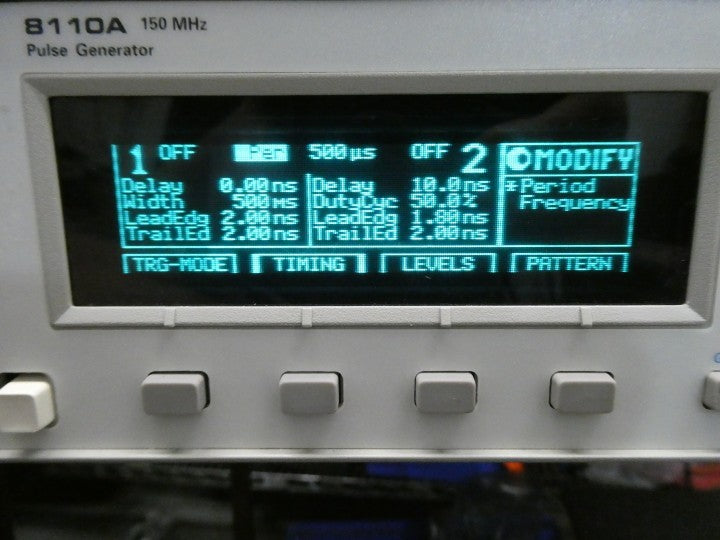 8110A 150 MHz
Pulse Generator
1 OFF Per 500µs OFF 2 MODIFY
Delay 0.00ns Delay 10.0ns *Period
Width 500ms DutyCyc 50.0% Frequency
LeadEdg 2.00ns LeadEdg 1.80ns
TrailEd 2.00ns TrailEd 2.00ns
TRG-MODE TIMING LEVELS PATTERN